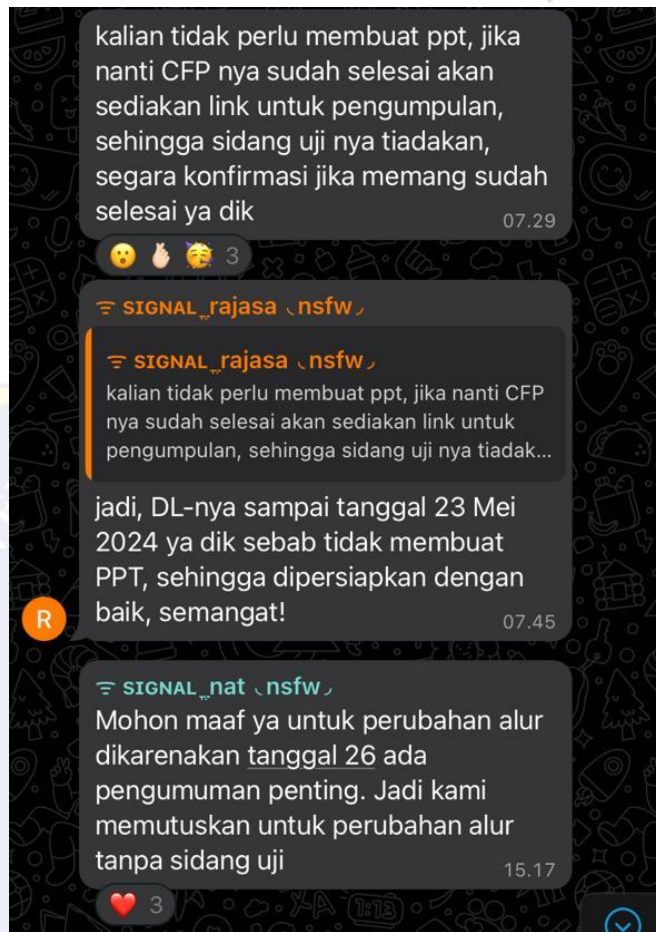 kalian tidak perlu membuat ppt, jika
nanti CFP nya sudah selesai akan
sediakan link untuk pengumpulan,
sehingga sidang uji nya tiadakan,
segara konfirmasi jika memang sudah
selesai ya dik
07.29
😮 🫰🏻 🥳 3
SIGNAL_rajasa ◟nsfw◞
SIGNAL_rajasa ◟nsfw◞
kalian tidak perlu membuat ppt, jika nanti CFP
nya sudah selesai akan sediakan link untuk
pengumpulan, sehingga sidang uji nya tiadak...
jadi, DL-nya sampai tanggal 23 Mei
2024 ya dik sebab tidak membuat
PPT, sehingga dipersiapkan dengan
baik, semangat!
R
07.45
SIGNAL_nat ◟nsfw◞
Mohon maaf ya untuk perubahan alur
dikarenakan tanggal 26 ada
pengumuman penting. Jadi kami
memutuskan untuk perubahan alur
tanpa sidang uji
15.17
❤️ 3